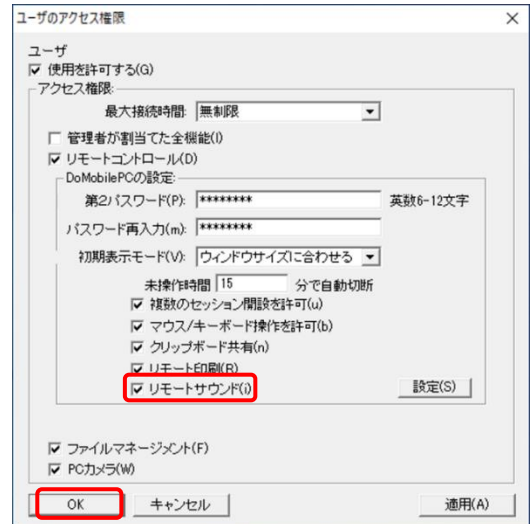 ユーザのアクセス権限
ユーザ
使用を許可する(G)
アクセス権限:
最大接続時間: 無制限
管理者が割当てた全機能(I)
リモートコントロール(D)
DoMobilePCの設定:
第2パスワード(P): ******** 英数6-12文字
パスワード再入力(m): ********
初期表示モード(V): ウィンドウサイズに合わせる
未操作時間 15 分で自動切断
複数のセッション開設を許可(u)
マウス/キーボード操作を許可(b)
クリップボード共有(n)
リモート印刷(R)
リモートサウンド(i) 設定(S)
ファイルマネージメント(F)
PCカメラ(W)
OK キャンセル 適用(A)